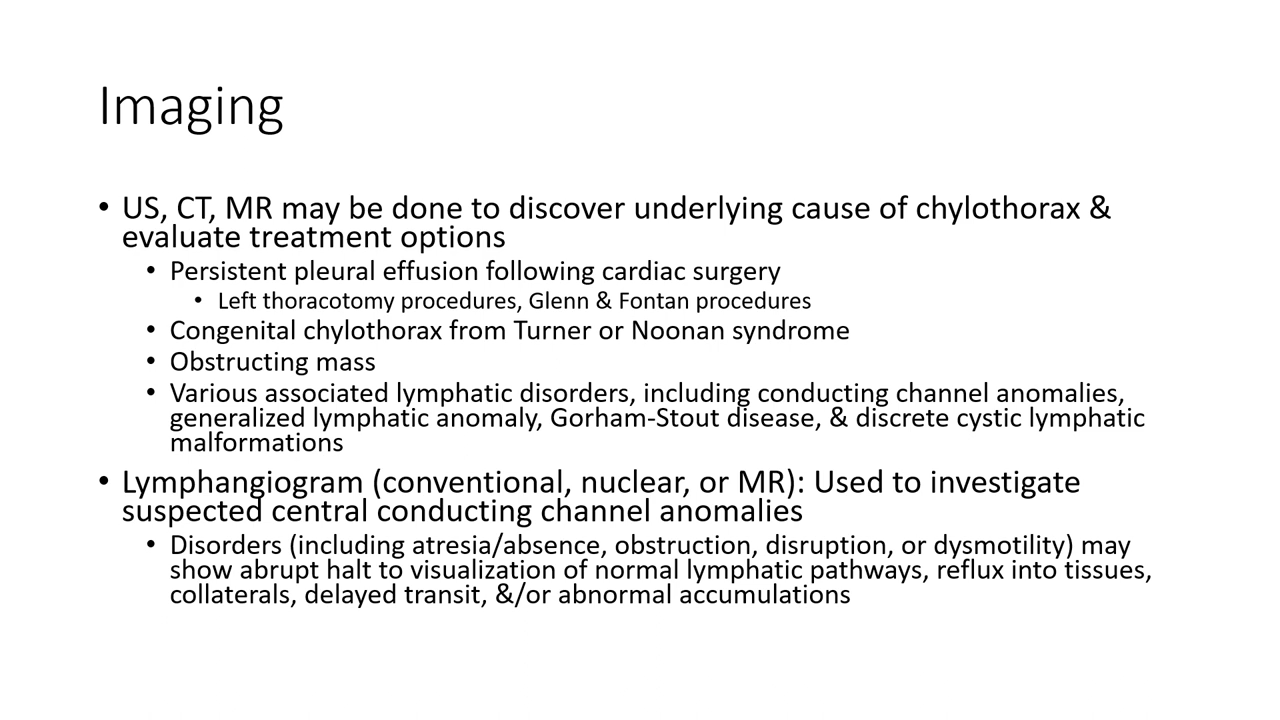 Imaging
• US, CT, MR may be done to discover underlying cause of chylothorax &
evaluate treatment options
• Persistent pleural effusion following cardiac surgery
• Left thoracotomy procedures, Glenn & Fontan procedures
• Congenital chylothorax from Turner or Noonan syndrome
• Obstructing mass
• Various associated lymphatic disorders, including conducting channel anomalies,
generalized lymphatic anomaly, Gorham-Stout disease, & discrete cystic lymphatic
malformations
• Lymphangiogram (conventional, nuclear, or MR): Used to investigate
suspected central conducting channel anomalies
• Disorders (including atresia/absence, obstruction, disruption, or dysmotility) may
show abrupt halt to visualization of normal lymphatic pathways, reflux into tissues,
collaterals, delayed transit, &/or abnormal accumulations